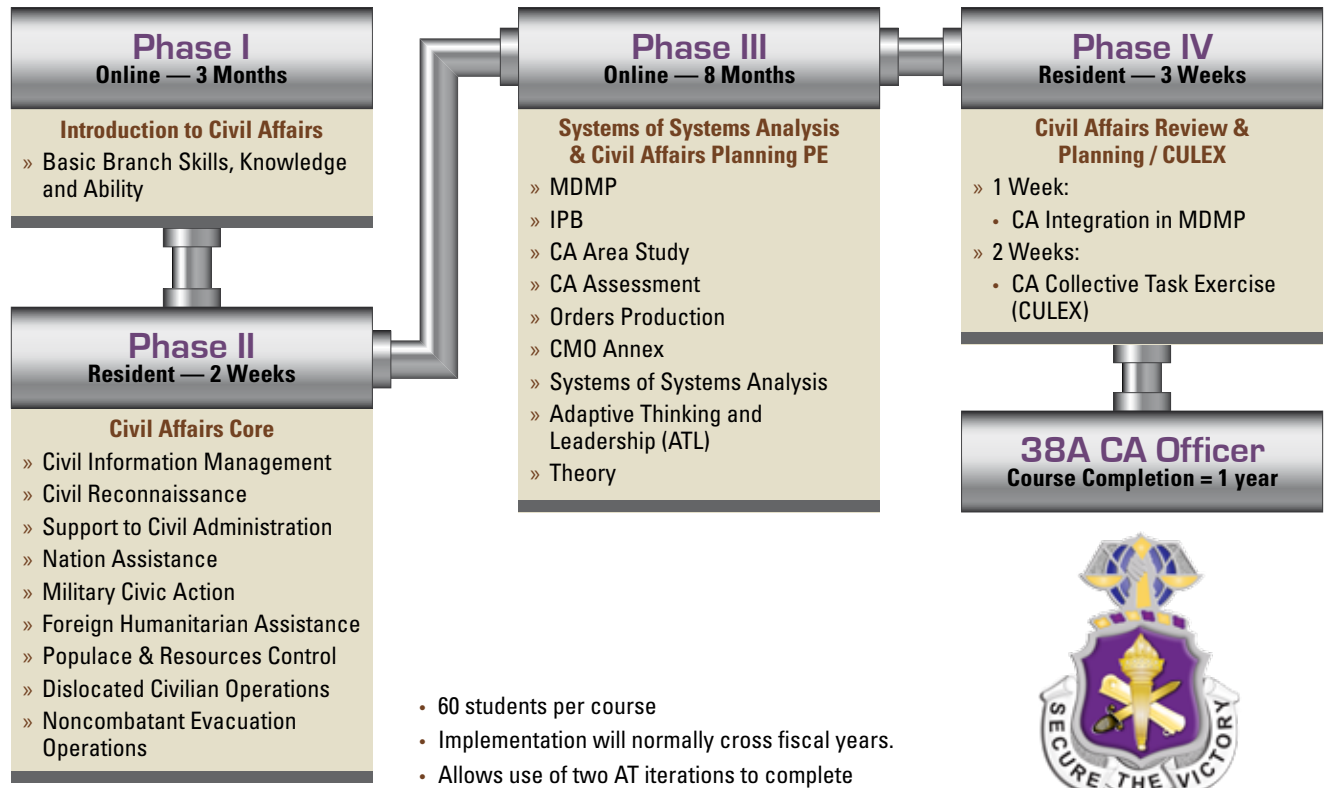 Phase I
Online — 3 Months
Introduction to Civil Affairs
» Basic Branch Skills, Knowledge
and Ability
Phase II
Resident — 2 Weeks
Civil Affairs Core
» Civil Information Management
» Civil Reconnaissance
» Support to Civil Administration
» Nation Assistance
» Military Civic Action
» Foreign Humanitarian Assistance
» Populace & Resources Control
» Dislocated Civilian Operations
» Noncombatant Evacuation
Operations
Phase III
Online — 8 Months
Systems of Systems Analysis
& Civil Affairs Planning PE
» MDMP
» IPB
» CA Area Study
» CA Assessment
» Orders Production
» CMO Annex
» Systems of Systems Analysis
» Adaptive Thinking and
Leadership (ATL)
» Theory
Phase IV
Resident — 3 Weeks
Civil Affairs Review &
Planning / CULEX
» 1 Week:
• CA Integration in MDMP
» 2 Weeks:
• CA Collective Task Exercise
(CULEX)
38A CA Officer
Course Completion = 1 year
• 60 students per course
• Implementation will normally cross fiscal years.
• Allows use of two AT iterations to complete
SECURE THE VICTORY